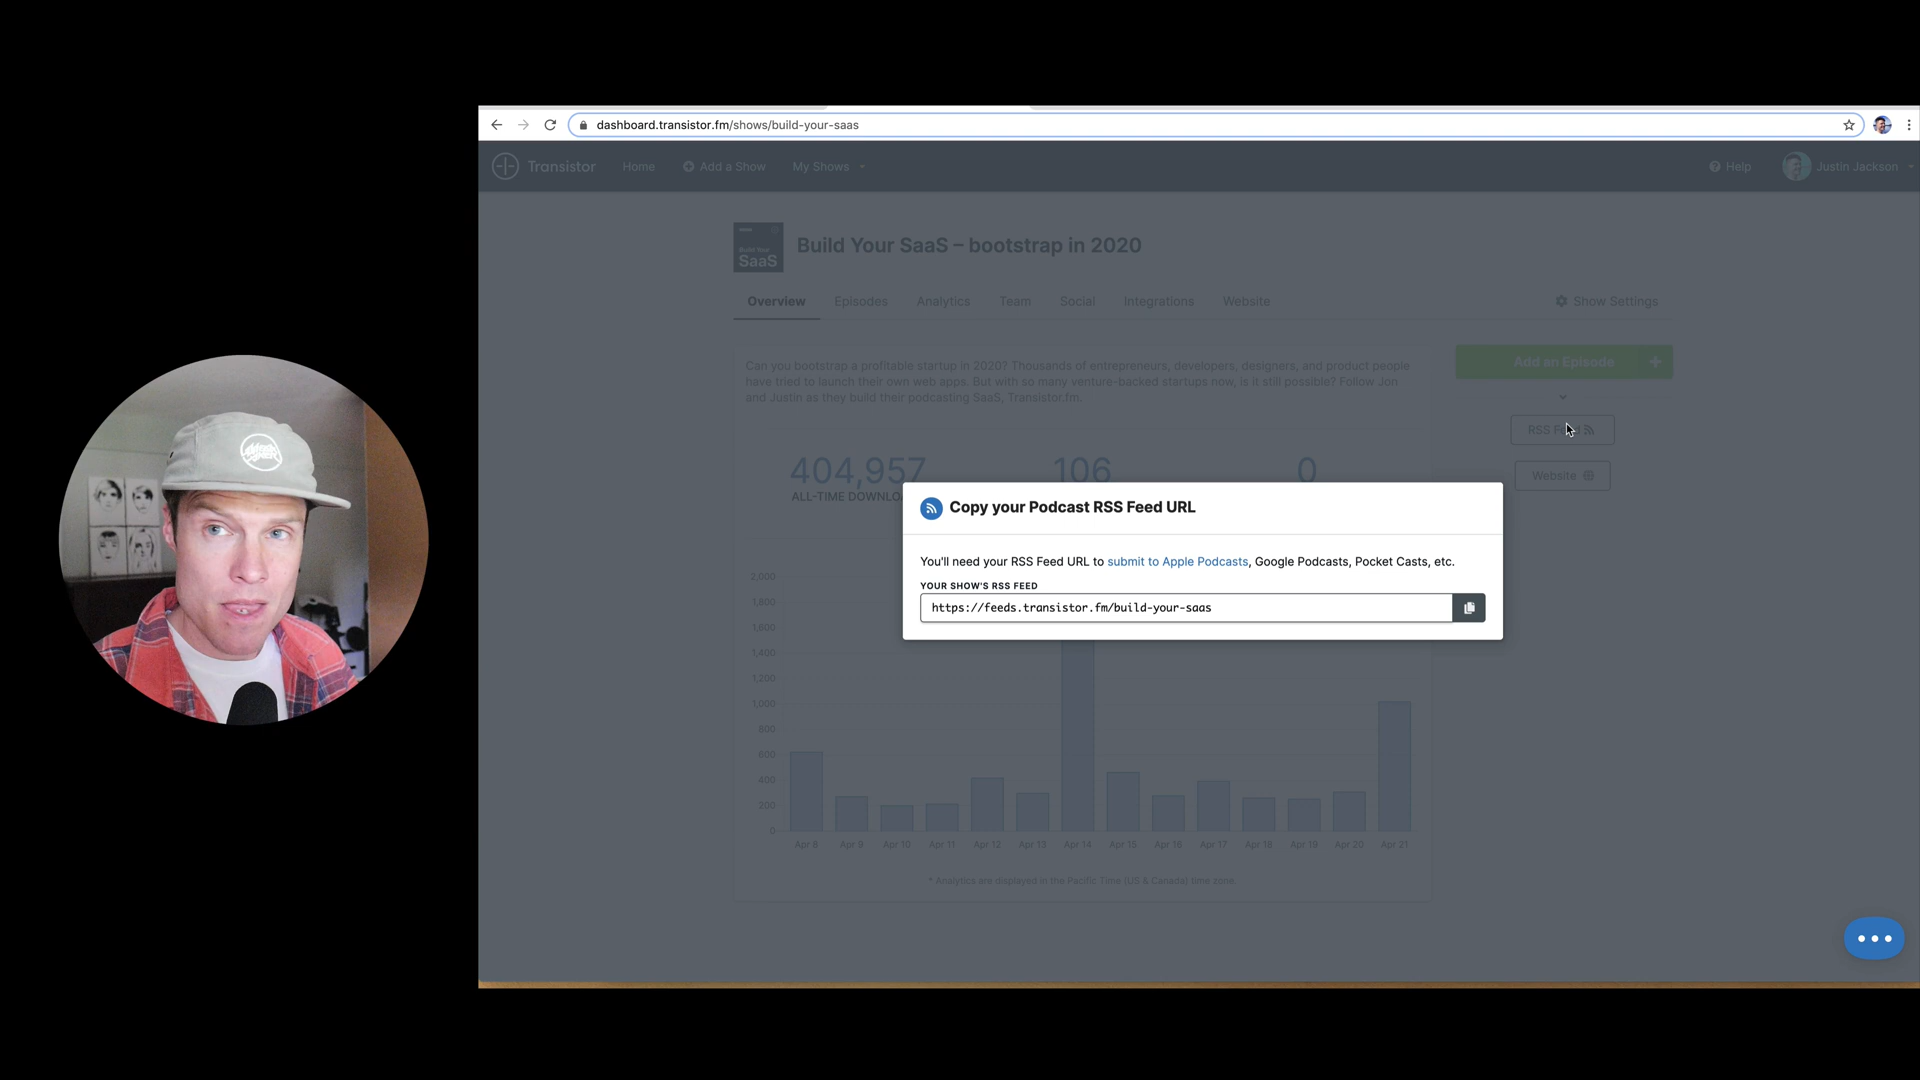 dashboard.transistor.fm/shows/build-your-saas
Transistor
Home
Add a Show
My Shows
Help
Justin Jackson
Build Your
SaaS
Build Your SaaS – bootstrap in 2020
Overview
Episodes
Analytics
Team
Social
Integrations
Website
Show Settings
Can you bootstrap a profitable startup in 2020? Thousands of entrepreneurs, developers, designers, and product people
have tried to launch their own web apps. But with so many venture-backed startups now, is it still possible? Follow Jon
and Justin as they build their podcasting SaaS, Transistor.fm.
Add an Episode
RSS
Website
404,957
106
0
ALL-TIME
Copy your Podcast RSS Feed URL
You'll need your RSS Feed URL to submit to Apple Podcasts, Google Podcasts, Pocket Casts, etc.
YOUR SHOW'S RSS FEED
https://feeds.transistor.fm/build-your-saas
2,000
1,800
1,600
1,400
1,200
1,000
800
600
400
200
0
Apr 8
Apr 9
Apr 10
Apr 11
Apr 12
Apr 13
Apr 14
Apr 15
Apr 16
Apr 17
Apr 18
Apr 19
Apr 20
Apr 21
* Analytics are displayed in the Pacific Time (US & Canada) time zone.